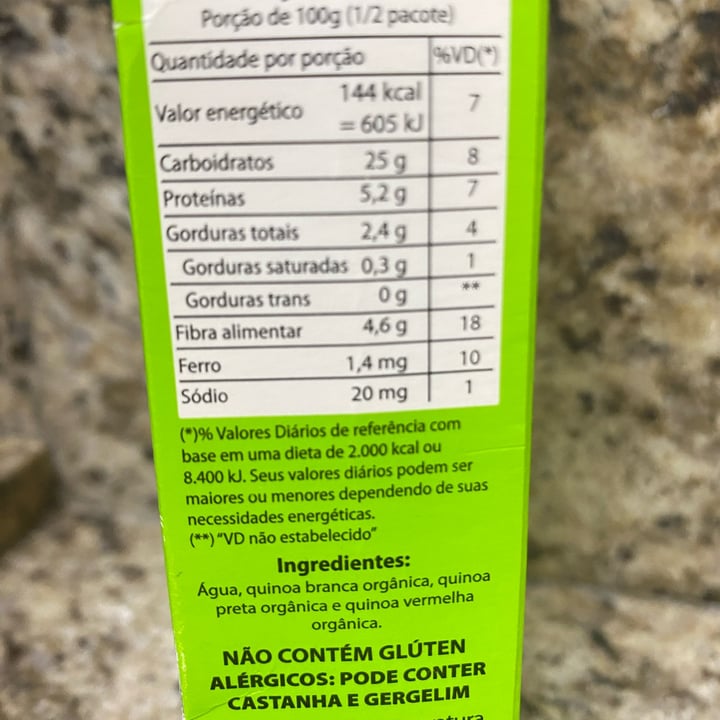 Porção de 100g (1/2 pacote)
Quantidade por porção %VD(*)
Valor energético 144 kcal = 605 kJ 7
Carboidratos 25 g 8
Proteínas 5,2 g 7
Gorduras totais 2,4 g 4
Gorduras saturadas 0,3 g 1
Gorduras trans 0 g **
Fibra alimentar 4,6 g 18
Ferro 1,4 mg 10
Sódio 20 mg 1
(*)% Valores Diários de referência com
base em uma dieta de 2.000 kcal ou
8.400 kJ. Seus valores diários podem ser
maiores ou menores dependendo de suas
necessidades energéticas.
(**) "VD não estabelecido"
Ingredientes:
Água, quinoa branca orgânica, quinoa
preta orgânica e quinoa vermelha
orgânica.
NÃO CONTÉM GLÚTEN
ALÉRGICOS: PODE CONTER
CASTANHA E GERGELIM